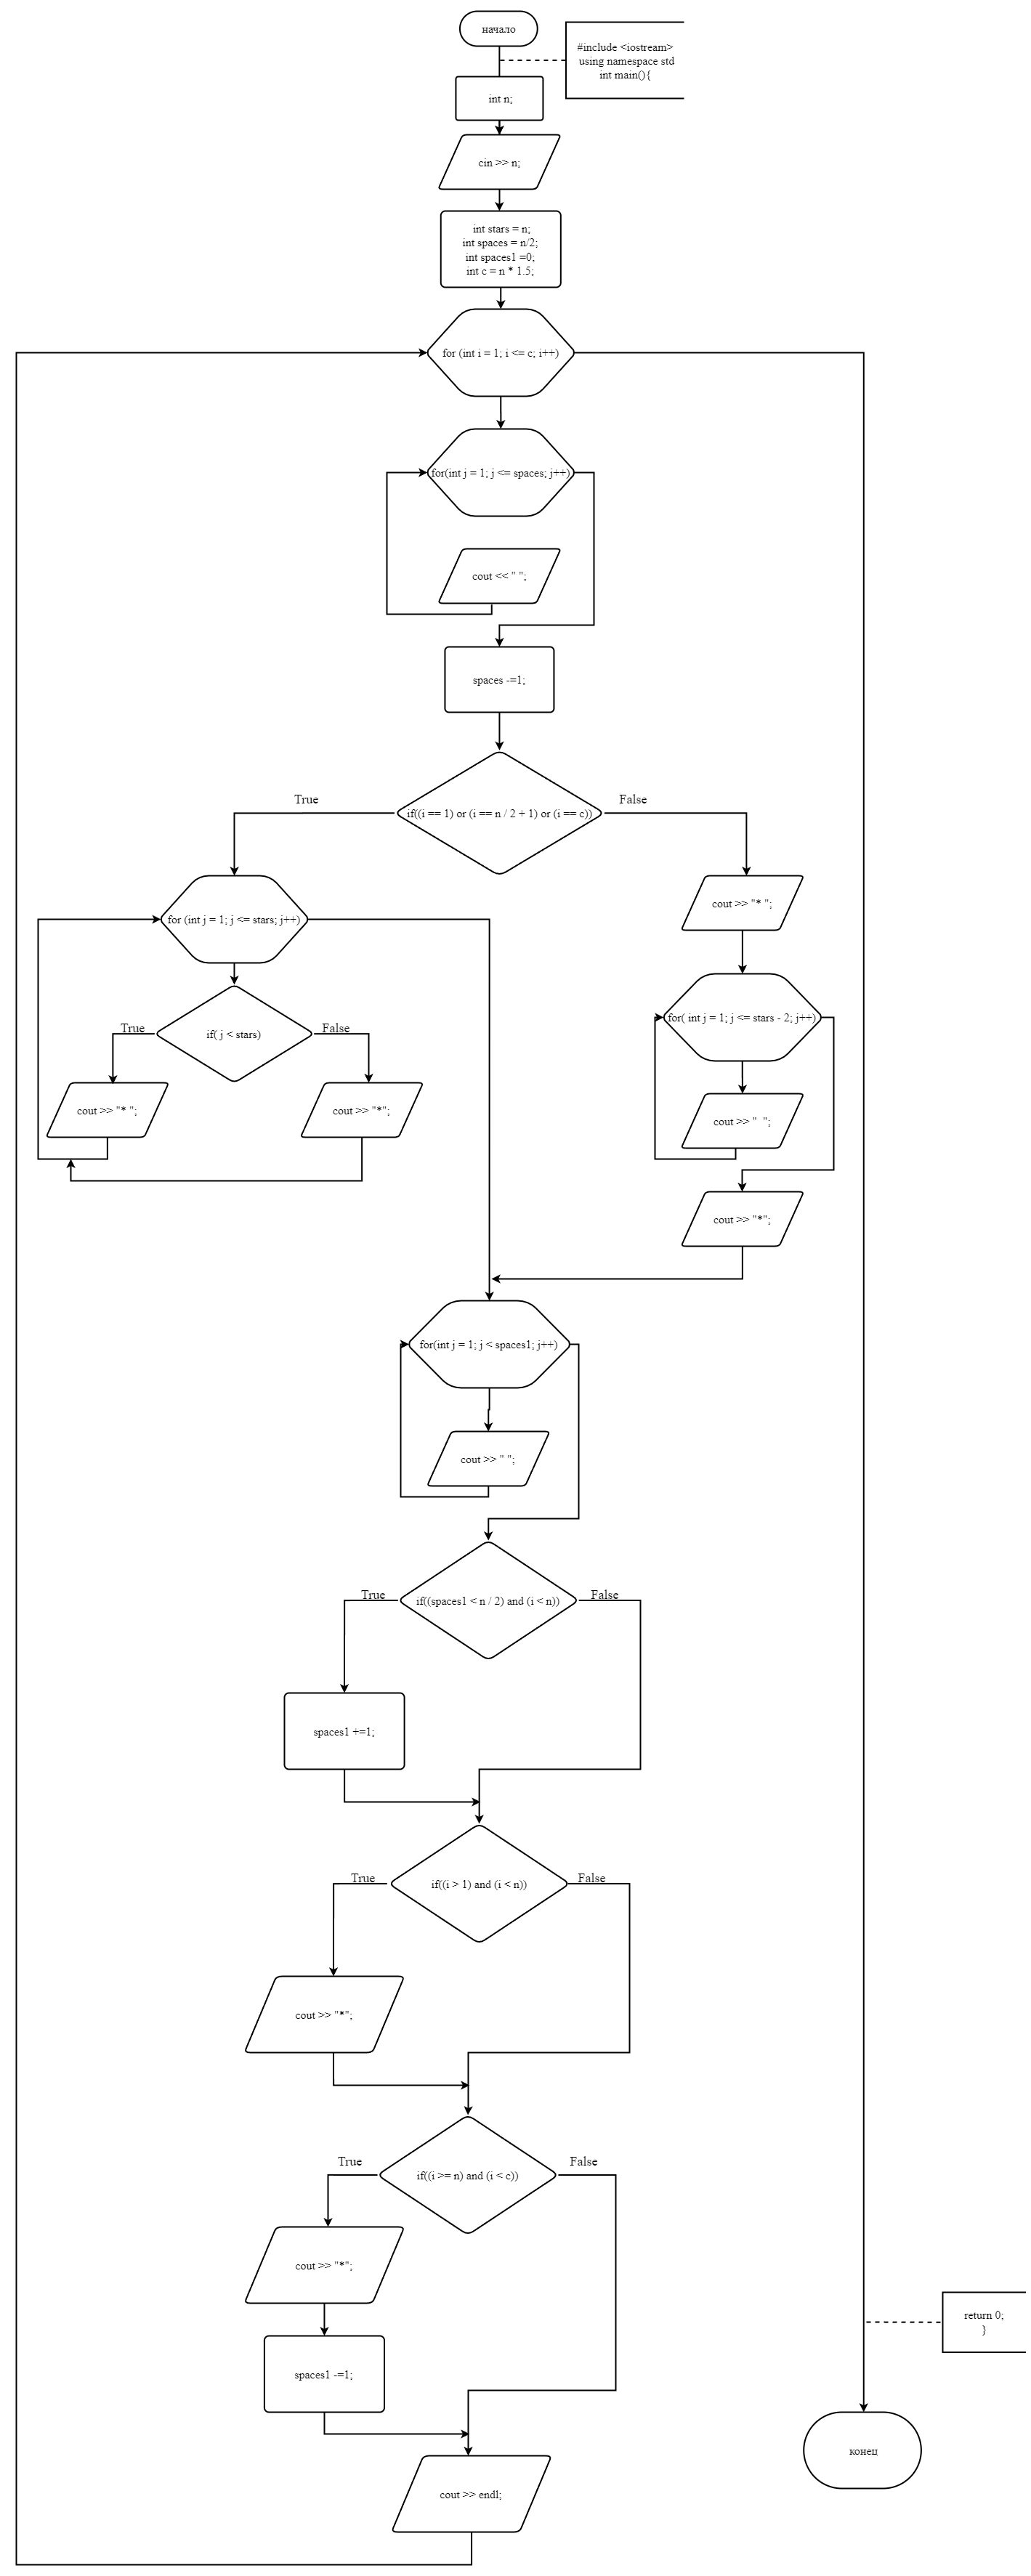 начало
#include <iostream>
using namespace std
int main(){
int n;
cin >> n;
int stars = n;
int spaces = n/2;
int spaces1 =0;
int c = n * 1.5;
for (int i = 1; i <= c; i++)
for(int j = 1; j <= spaces; j++)
cout << " ";
spaces -=1;
True
False
if((i == 1) or (i == n / 2 + 1) or (i == c))
for (int j = 1; j <= stars; j++)
cout >> "* ";
for( int j = 1; j <= stars - 2; j++)
True
if( j < stars)
False
cout >> "* ";
cout >> "*";
cout >> "  ";
cout >> "*";
for(int j = 1; j < spaces1; j++)
cout >> " ";
True
False
if((spaces1 < n / 2) and (i < n))
spaces1 +=1;
True
False
if((i > 1) and (i < n))
cout >> "*";
True
False
if((i >= n) and (i < c))
cout >> "*";
return 0;
}
spaces1 -=1;
конец
cout >> endl;